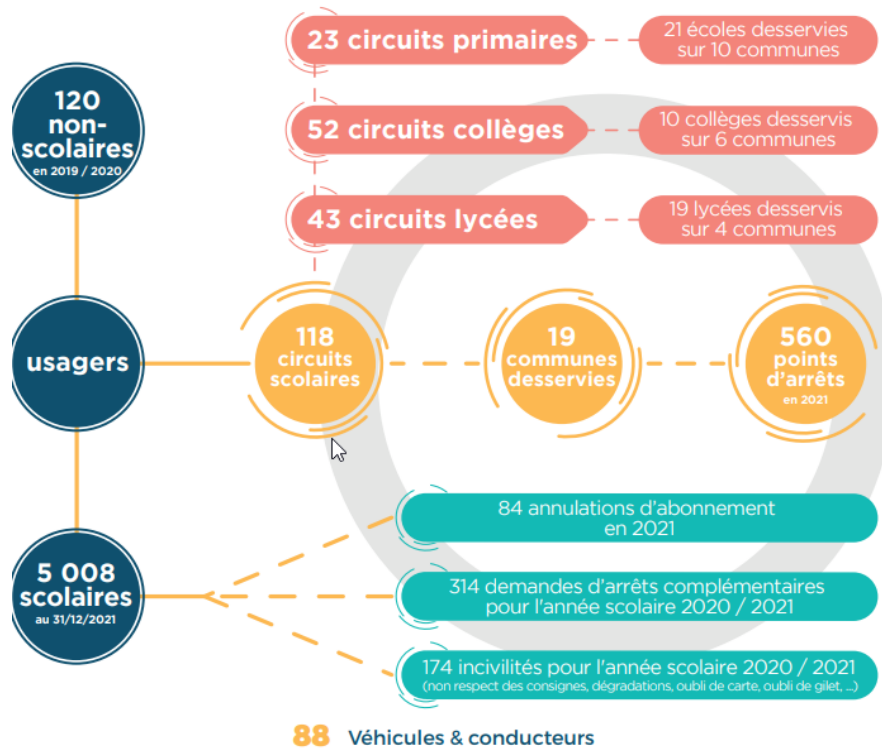 23 circuits primaires
21 écoles desservies
sur 10 communes
120
non-
scolaires
en 2019 / 2020
52 circuits collèges
10 collèges desservis
sur 6 communes
43 circuits lycées
19 lycées desservis
sur 4 communes
usagers
118
circuits
scolaires
19
communes
desservies
560
points
d'arrêts
en 2021
84 annulations d'abonnement
en 2021
5 008
scolaires
au 31/12/2021
314 demandes d'arrêts complémentaires
pour l'année scolaire 2020 / 2021
174 incivilités pour l'année scolaire 2020 / 2021
(non respect des consignes, dégradations, oubli de carte, oubli de gilet, ...)
88 Véhicules & conducteurs